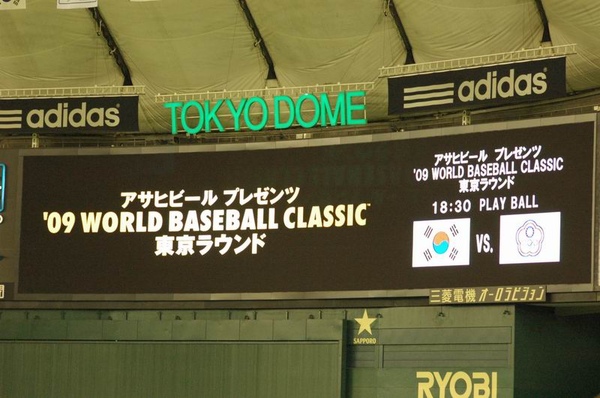 adidas
TOKYO DOME
adidas
アサヒビール プレゼンツ
'09 WORLD BASEBALL CLASSIC™
東京ラウンド
アサヒビール プレゼンツ
'09 WORLD BASEBALL CLASSIC
東京ラウンド
18:30 PLAY BALL
VS.
三菱電機 オーロラビジョン
SAPPORO
RYOBI